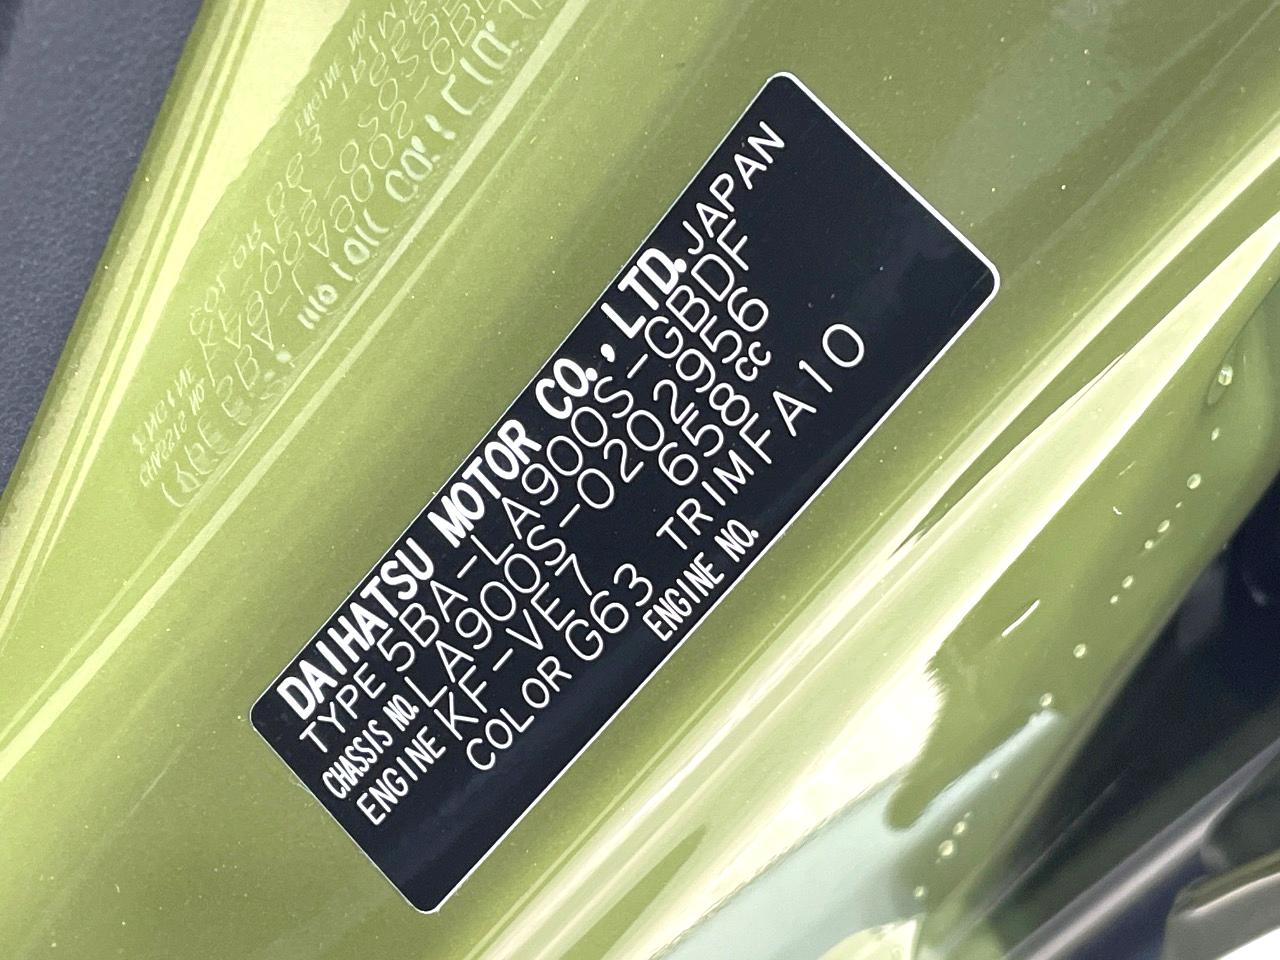 DAIHATSU MOTOR CO., LTD. JAPAN
TYPE 5BA-LA900S-GBDF
CHASSIS NO. LA900S-0202956
ENGINE KF-VE7 658cc
COLOR G63 TRIM FA10
ENGINE NO.